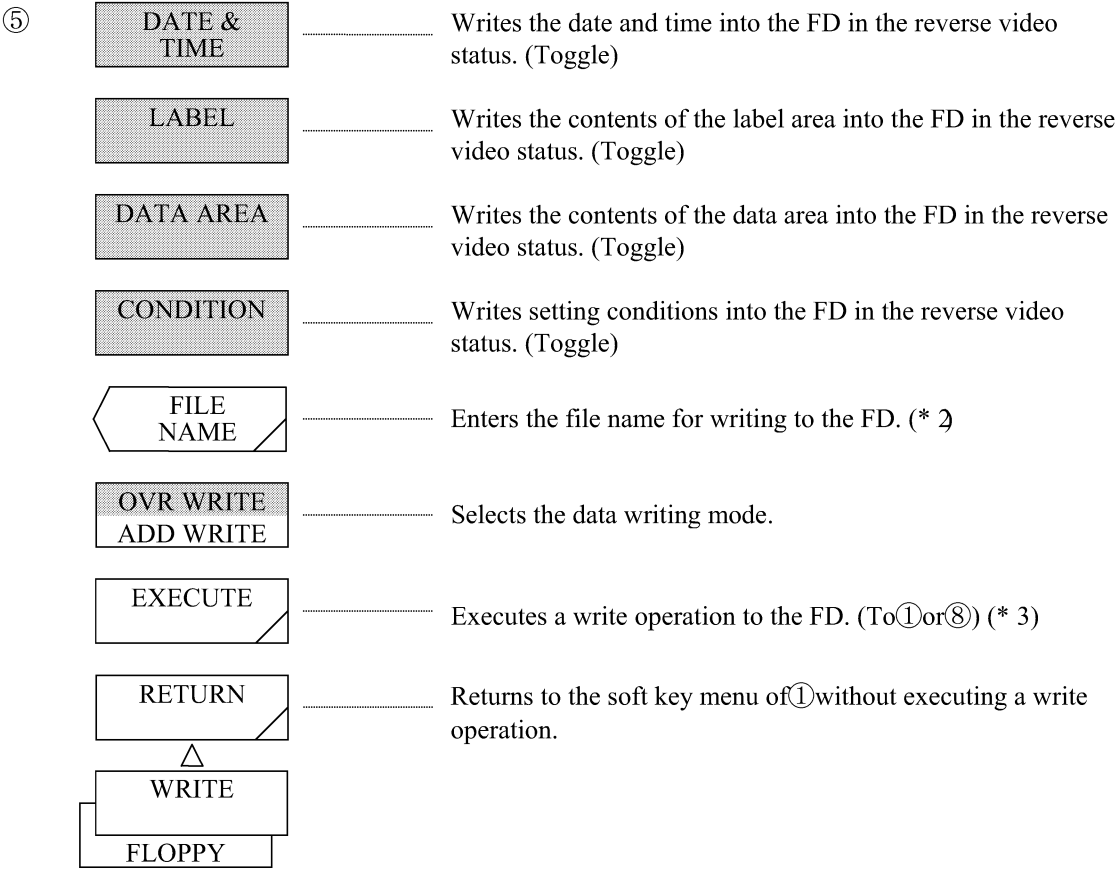 ⑤
DATE &
TIME
Writes the date and time into the FD in the reverse video
status. (Toggle)
LABEL
Writes the contents of the label area into the FD in the reverse
video status. (Toggle)
DATA AREA
Writes the contents of the data area into the FD in the reverse
video status. (Toggle)
CONDITION
Writes setting conditions into the FD in the reverse video
status. (Toggle)
FILE
NAME
Enters the file name for writing to the FD. (* 2)
OVR WRITE
ADD WRITE
Selects the data writing mode.
EXECUTE
Executes a write operation to the FD. (To①or⑧) (* 3)
RETURN
Returns to the soft key menu of①without executing a write
operation.
WRITE
FLOPPY